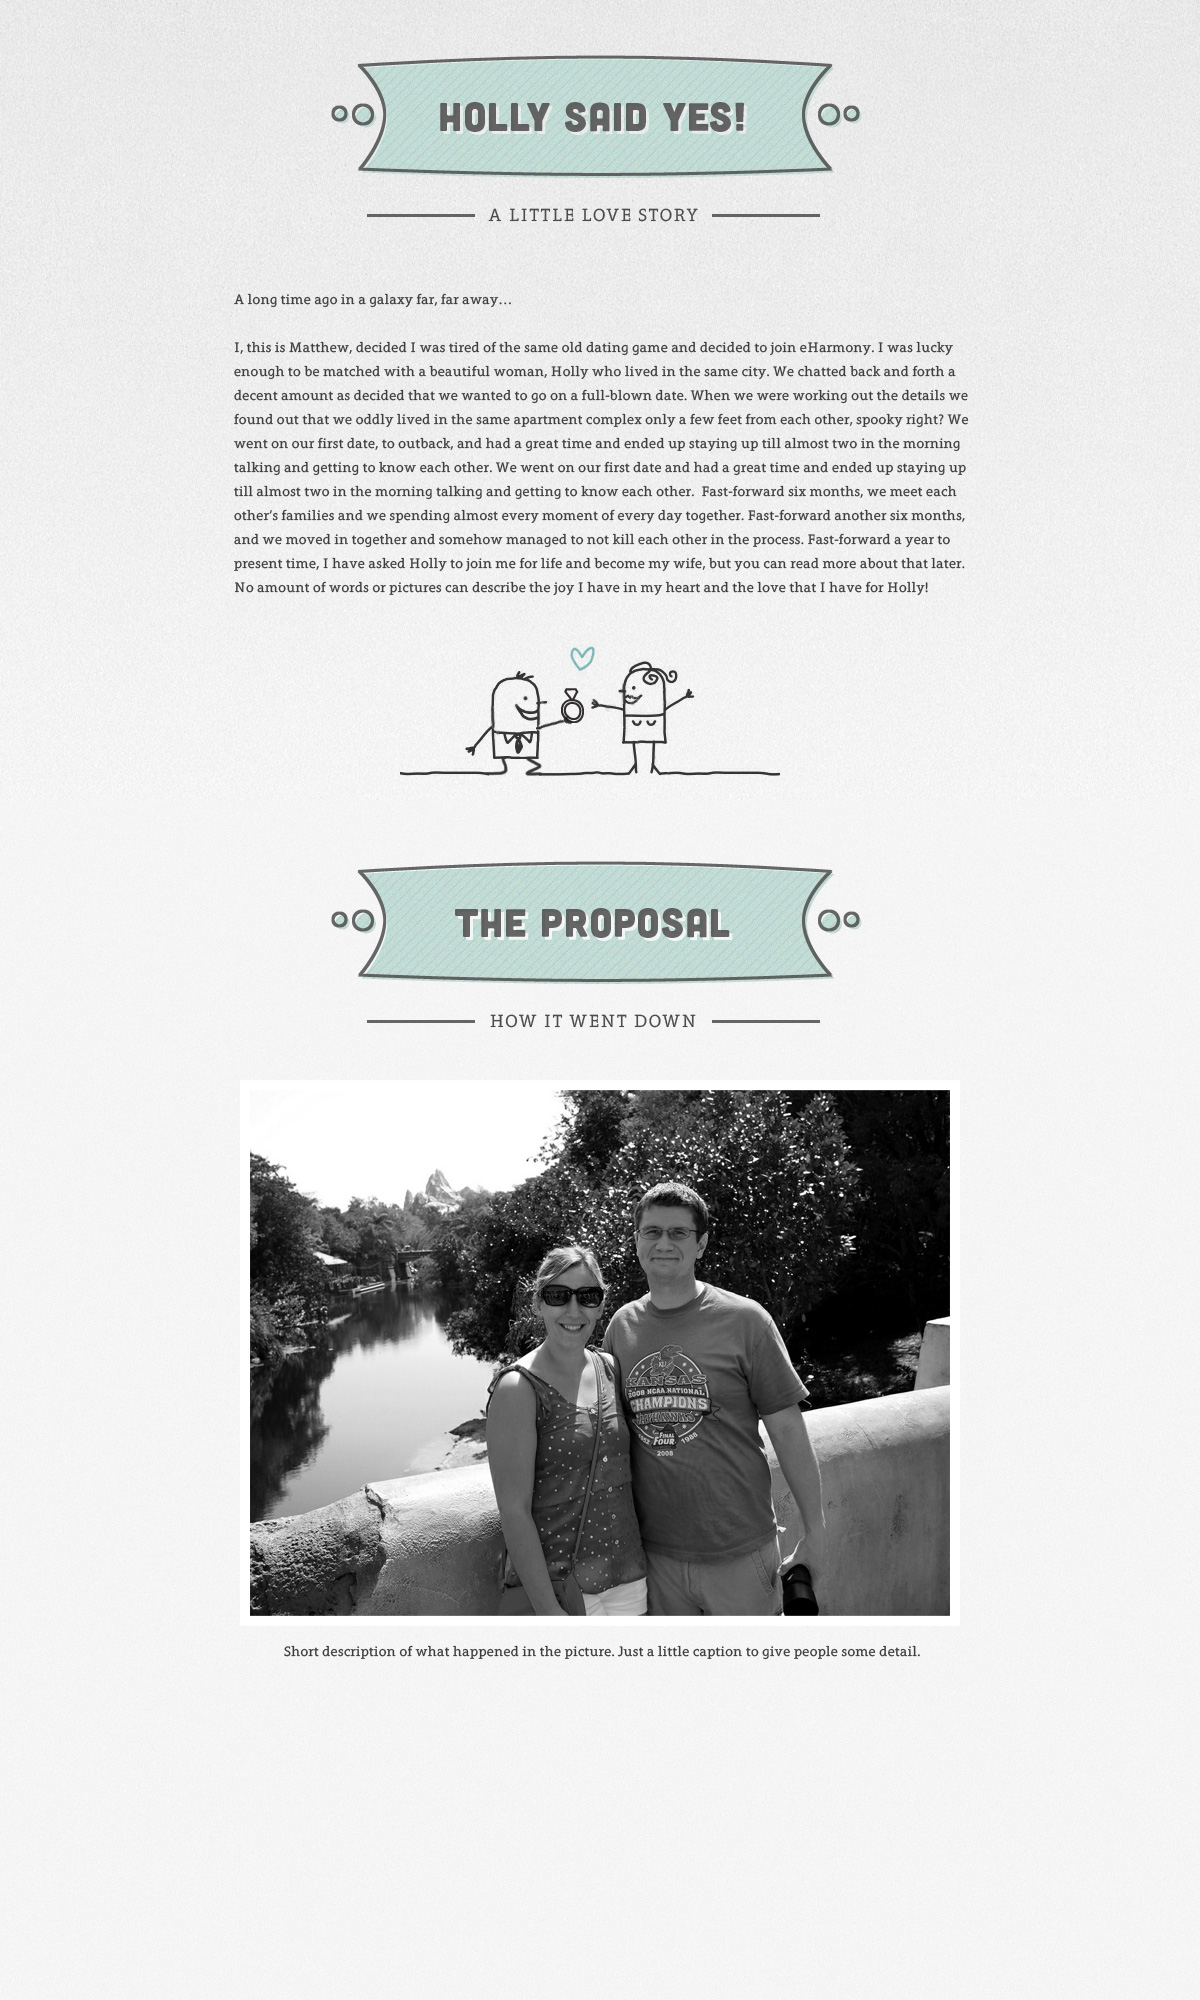 HOLLY SAID YES!
A LITTLE LOVE STORY
A long time ago in a galaxy far, far away…
I, this is Matthew, decided I was tired of the same old dating game and decided to join eHarmony. I was lucky
enough to be matched with a beautiful woman, Holly who lived in the same city. We chatted back and forth a
decent amount as decided that we wanted to go on a full-blown date. When we were working out the details we
found out that we oddly lived in the same apartment complex only a few feet from each other, spooky right? We
went on our first date, to outback, and had a great time and ended up staying up till almost two in the morning
talking and getting to know each other. We went on our first date and had a great time and ended up staying up
till almost two in the morning talking and getting to know each other.  Fast-forward six months, we meet each
other's families and we spending almost every moment of every day together. Fast-forward another six months,
and we moved in together and somehow managed to not kill each other in the process. Fast-forward a year to
present time, I have asked Holly to join me for life and become my wife, but you can read more about that later.
No amount of words or pictures can describe the joy I have in my heart and the love that I have for Holly!
THE PROPOSAL
HOW IT WENT DOWN
KANSAS
2008 NCAA NATIONAL
CHAMPIONS
JAYHAWKS
1952 FINAL FOUR 1988
2008
Short description of what happened in the picture. Just a little caption to give people some detail.